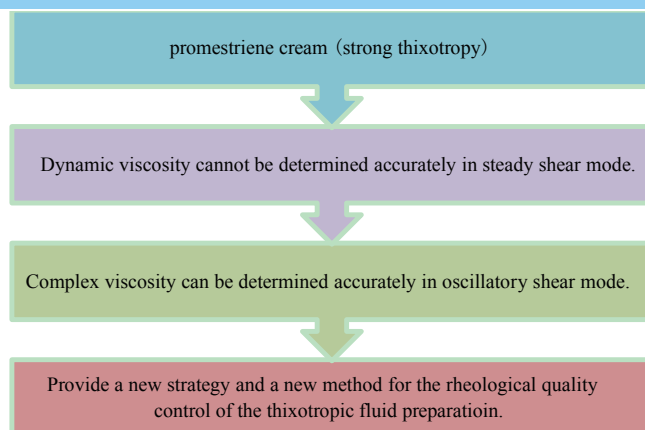 promestriene cream（strong thixotropy）
Dynamic viscosity cannot be determined accurately in steady shear mode.
Complex viscosity can be determined accurately in oscillatory shear mode.
Provide a new strategy and a new method for the rheological quality
control of the thixotropic fluid preparatioin.